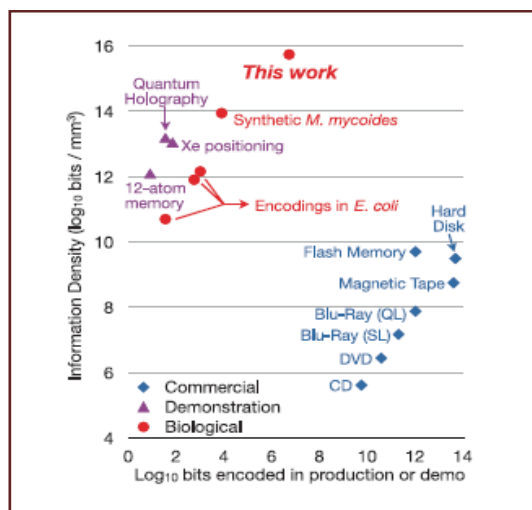 16
This work
Quantum
Holography
14
Synthetic M. mycoides
Xe positioning
12
12-atom
memory
Encodings in E. coli
Hard
Disk
10
Flash Memory
Magnetic Tape
8
Blu-Ray (QL)
Blu-Ray (SL)
DVD
6
CD
Commercial
Demonstration
Biological
4
0 2 4 6 8 10 12 14
Log10 bits encoded in production or demo
Information Density (log10 bits / mm3)